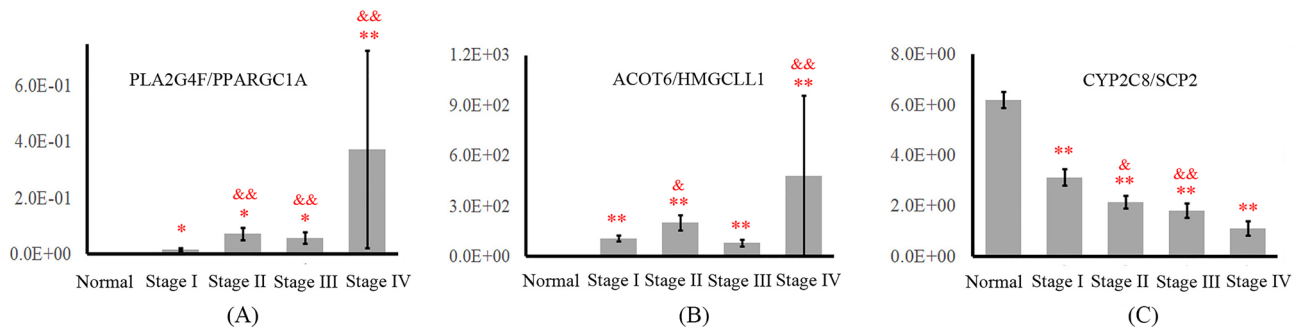 PLA2G4F/PPARGC1A
6.0E-01
4.0E-01
2.0E-01
0.0E+00
*
&&
*
&&
*
&&
**
Normal Stage I Stage II Stage III Stage IV
(A)
ACOT6/HMGCLL1
1.2E+03
9.0E+02
6.0E+02
3.0E+02
0.0E+00
**
&
**
**
&&
**
Normal Stage I Stage II Stage III Stage IV
(B)
CYP2C8/SCP2
8.0E+00
6.0E+00
4.0E+00
2.0E+00
0.0E+00
**
&
**
&&
**
**
Normal Stage I Stage II Stage III Stage IV
(C)